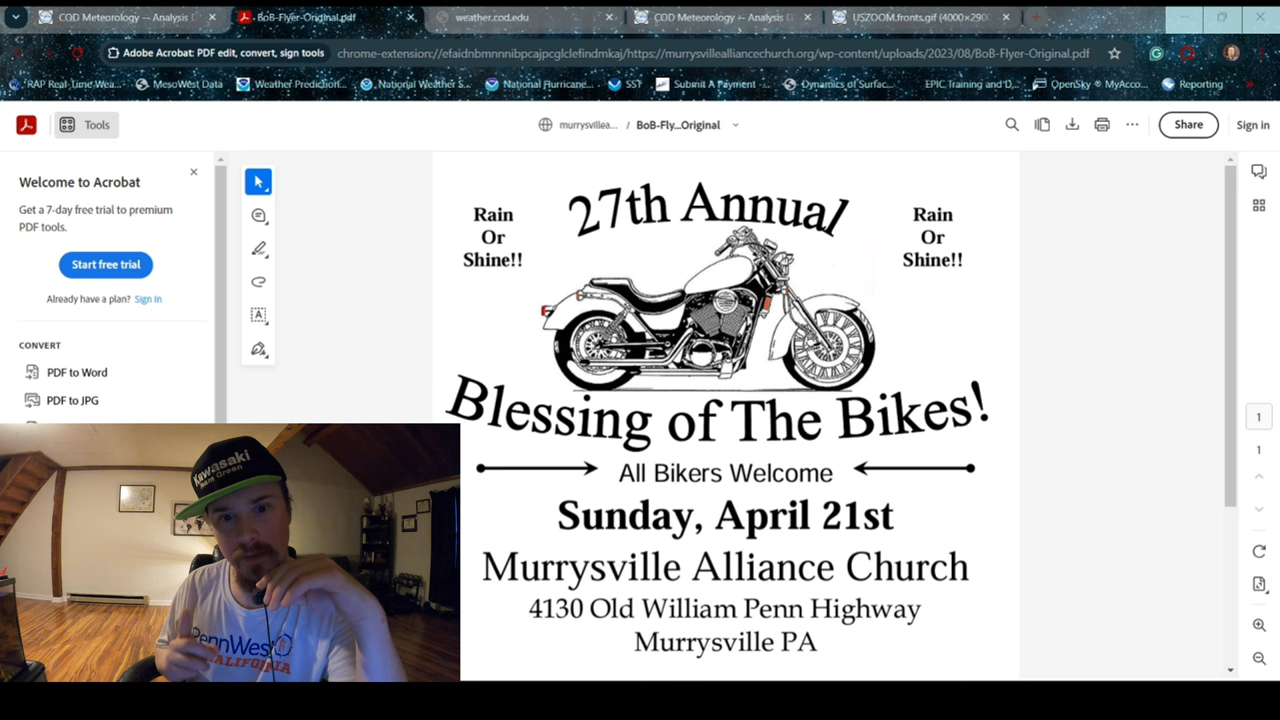 COD Meteorology -- Analysis D
BoB-Flyer-Original.pdf
weather.cod.edu
COD Meteorology -- Analysis D
USZOOM.fronts.gif (4000×290
Adobe Acrobat: PDF edit, convert, sign tools
chrome-extension://efaidnbmnnnibpcajpcglclefindmkaj/https://murrysvillealliancechurch.org/wp-content/uploads/2023/08/BoB-Flyer-Original.pdf
RAP Real-Time Wea...
MesoWest Data
Weather Prediction...
National Weather S...
National Hurricane...
SST
Submit A Payment -...
Dynamics of Surfac...
EPIC Training and D...
OpenSky ® MyAcco...
Reporting
Tools
murrysvillea... / BoB-Fly...Original
Share
Sign in
Welcome to Acrobat
Get a 7-day free trial to premium
PDF tools.
Start free trial
Already have a plan? Sign in
CONVERT
PDF to Word
PDF to JPG
27th Annual
Rain
Or
Shine!!
Rain
Or
Shine!!
Blessing of The Bikes!
All Bikers Welcome
Sunday, April 21st
Murrysville Alliance Church
4130 Old William Penn Highway
Murrysville PA
1
1
Kawasaki
PennWest
CALIFORNIA